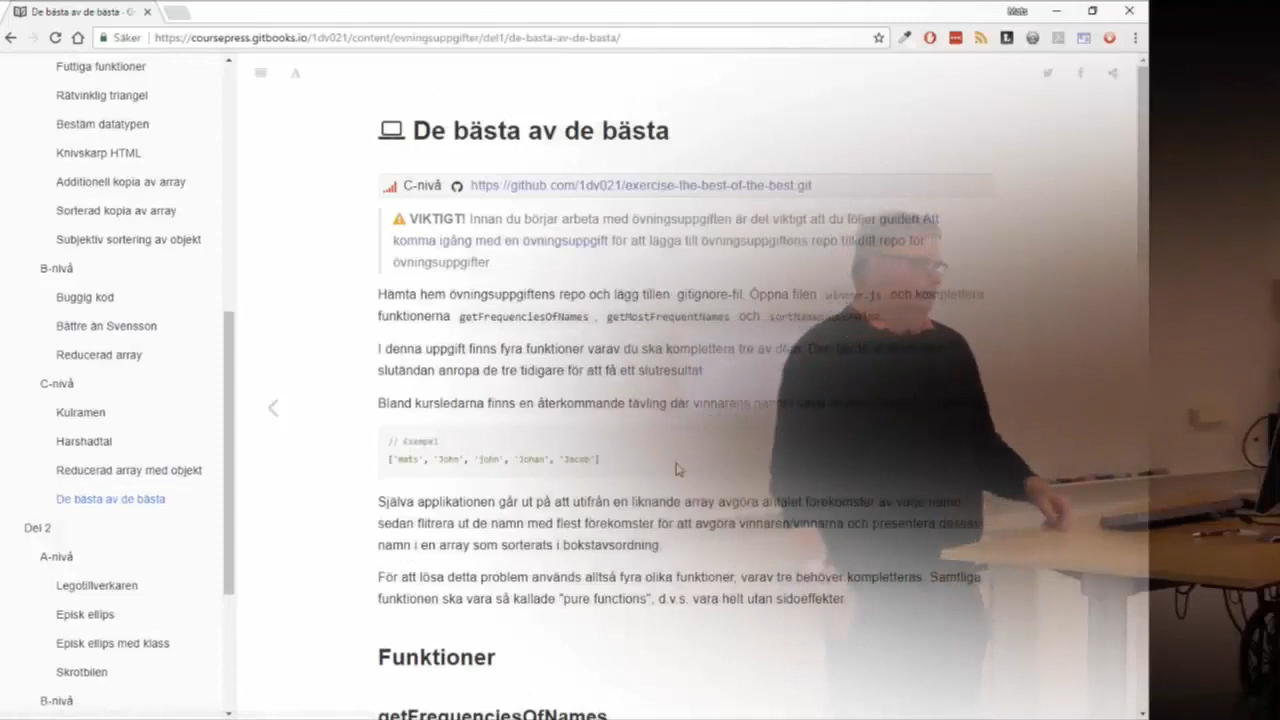 De bästa av de bästa · G
Mats
Säker
https://coursepress.gitbooks.io/1dv021/content/ovningsuppgifter/del1/de-basta-av-de-basta/
Futtiga funktioner
Rätvinklig triangel
Bestäm datatypen
Knivskarp HTML
Additionell kopia av array
Sorterad kopia av array
Subjektiv sortering av objekt
B-nivå
Buggig kod
Bättre än Svensson
Reducerad array
C-nivå
Kulramen
Harshadtal
Reducerad array med objekt
De bästa av de bästa
Del 2
A-nivå
Legotillverkaren
Episk ellips
Episk ellips med klass
Skrotbilen
B-nivå
De bästa av de bästa
C-nivå https://github.com/1dv021/exercise-the-best-of-the-best.git
VIKTIGT! Innan du börjar arbeta med övningsuppgiften är det viktigt att du följer guiden Att
komma igång med en övningsuppgift för att lägga till övningsuppgiftens repo till ditt repo för
övningsuppgifter
Hämta hem övningsuppgiftens repo och lägg till en gitignore-fil. Öppna filen winner.js och komplettera
funktionerna getFrequenciesOfNames , getMostFrequentNames och
I denna uppgift finns fyra funktioner varav du ska komplettera tre av
slutändan anropa de tre tidigare för att få ett slutresultat
Bland kursledarna finns en återkommande tävling där vinnarens
// Exempel
['mats', 'John', 'john', 'Johan', 'Jacob']
Själva applikationen går ut på att utifrån en liknande array avgöra antalet förekomster av varje namn,
sedan flitrera ut de namn med flest förekomster för att avgöra vinnaren/vinnarna och presentera dessas
namn i en array som sorterats i bokstavsordning.
För att lösa detta problem används alltså fyra olika funktioner, varav tre behöver kompletteras. Samtliga
funktionen ska vara så kallade "pure functions", d.v.s. vara helt utan sidoeffekter.
Funktioner
getFrequenciesOfNames